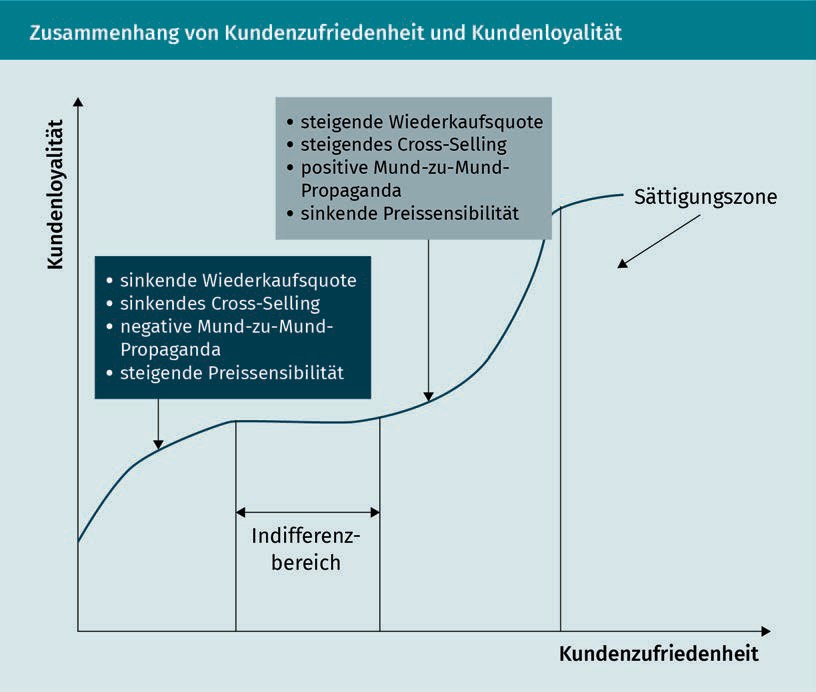 Zusammenhang von Kundenzufriedenheit und Kundenloyalität
Kundenloyalität
• steigende Wiederkaufsquote
• steigendes Cross-Selling
• positive Mund-zu-Mund-
Propaganda
• sinkende Preissensibilität
Sättigungszone
• sinkende Wiederkaufsquote
• sinkendes Cross-Selling
• negative Mund-zu-Mund-
Propaganda
• steigende Preissensibilität
Indifferenz-
bereich
Kundenzufriedenheit